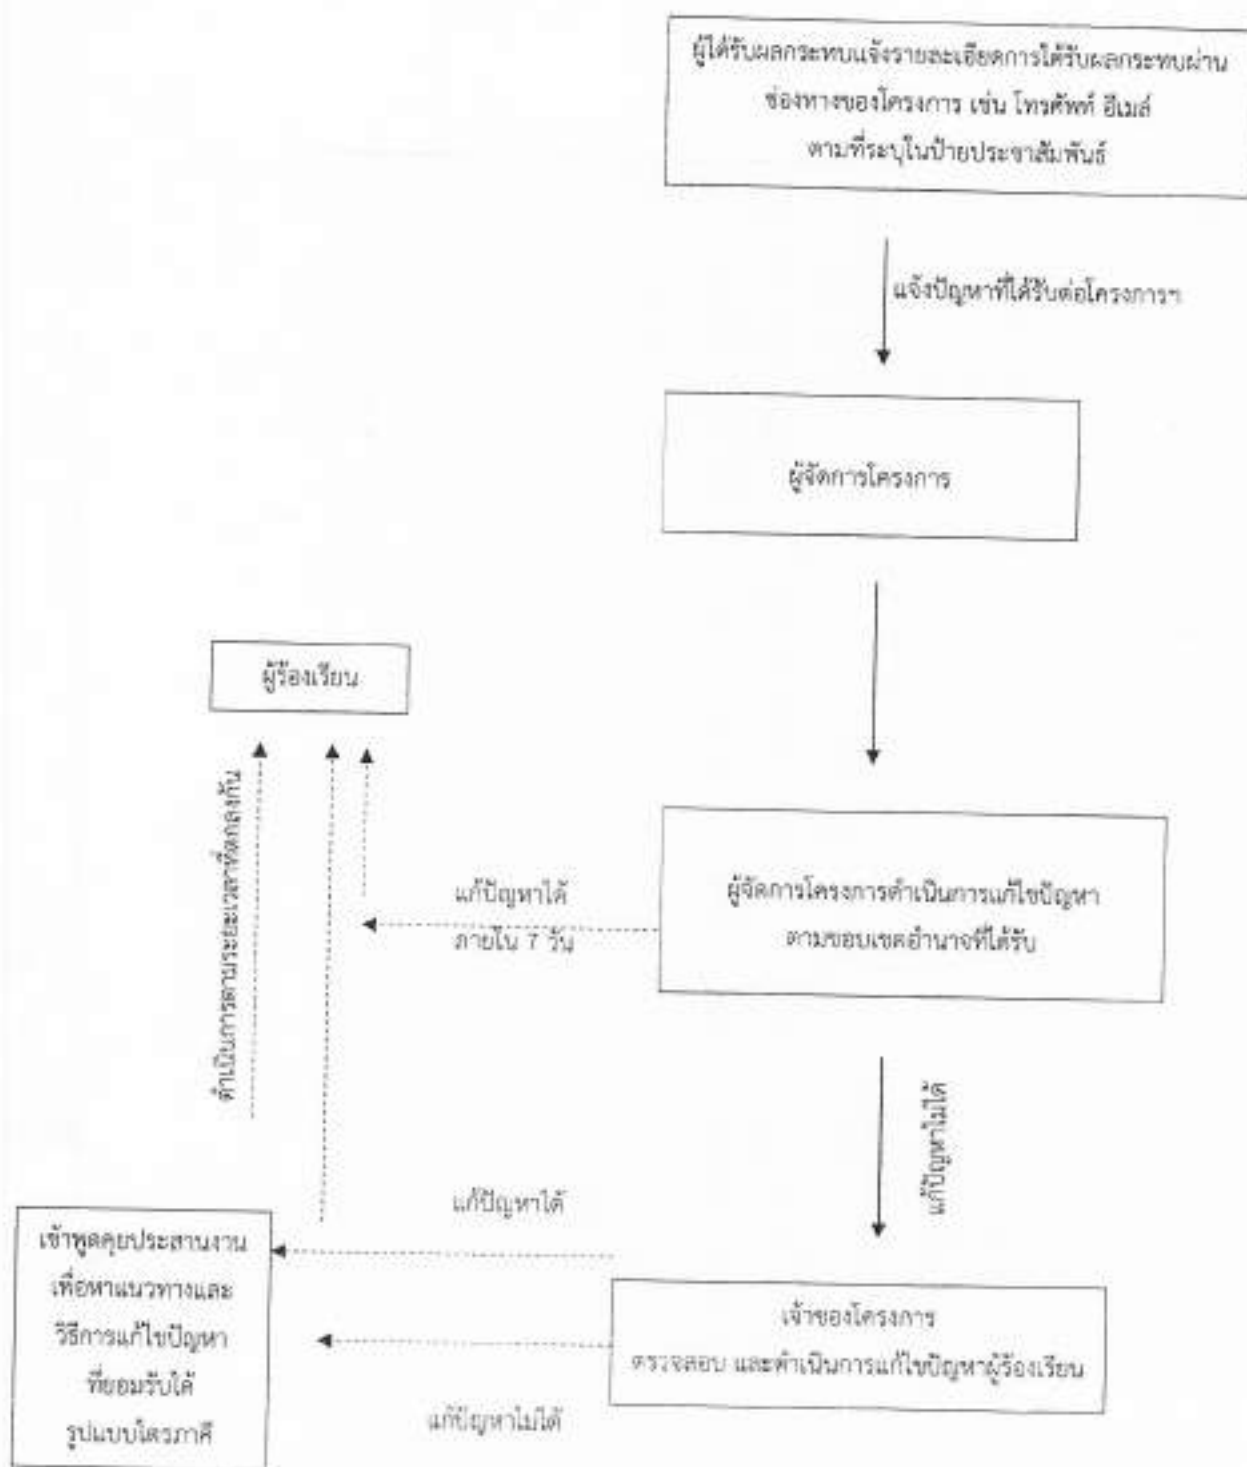 ผู้ได้รับผลกระทบแจ้งรายละเอียดการได้รับผลกระทบผ่าน
ช่องทางของโครงการ เช่น โทรศัพท์ อีเมล์
ตามที่ระบุในป้ายประชาสัมพันธ์
แจ้งปัญหาที่ได้รับต่อโครงการฯ
ผู้จัดการโครงการ
ผู้ร้องเรียน
ดำเนินการตามระยะเวลาที่ตกลงกัน
แก้ปัญหาได้
ภายใน 7 วัน
ผู้จัดการโครงการดำเนินการแก้ไขปัญหา
ตามขอบเขตอำนาจที่ได้รับ
แก้ปัญหาไม่ได้
แก้ปัญหาได้
เข้าพูดคุยประสานงาน
เพื่อหาแนวทางและ
วิธีการแก้ไขปัญหา
ที่ยอมรับได้
รูปแบบไตรภาคี
เจ้าของโครงการ
ตรวจสอบ และดำเนินการแก้ไขปัญหาผู้ร้องเรียน
แก้ปัญหาไม่ได้